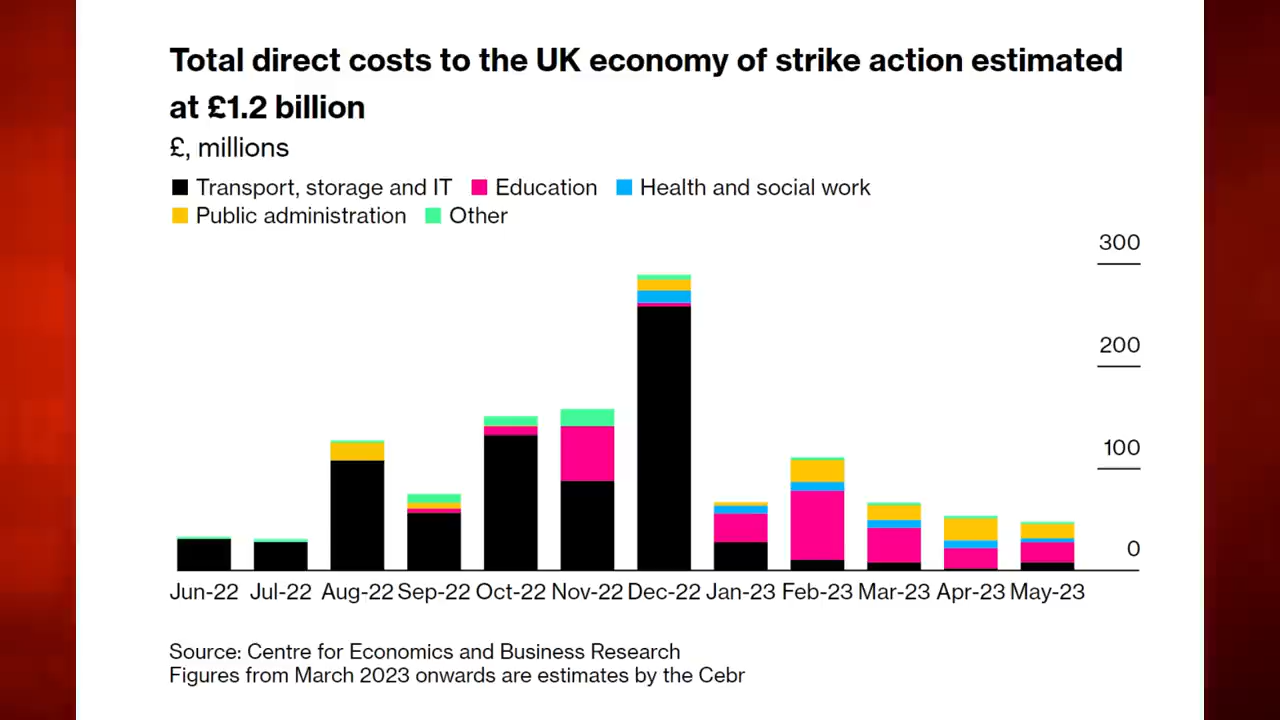 Total direct costs to the UK economy of strike action estimated
at £1.2 billion
£, millions
Transport, storage and IT Education Health and social work
Public administration Other
300
200
100
0
Jun-22 Jul-22 Aug-22 Sep-22 Oct-22 Nov-22 Dec-22 Jan-23 Feb-23 Mar-23 Apr-23 May-23
Source: Centre for Economics and Business Research
Figures from March 2023 onwards are estimates by the Cebr